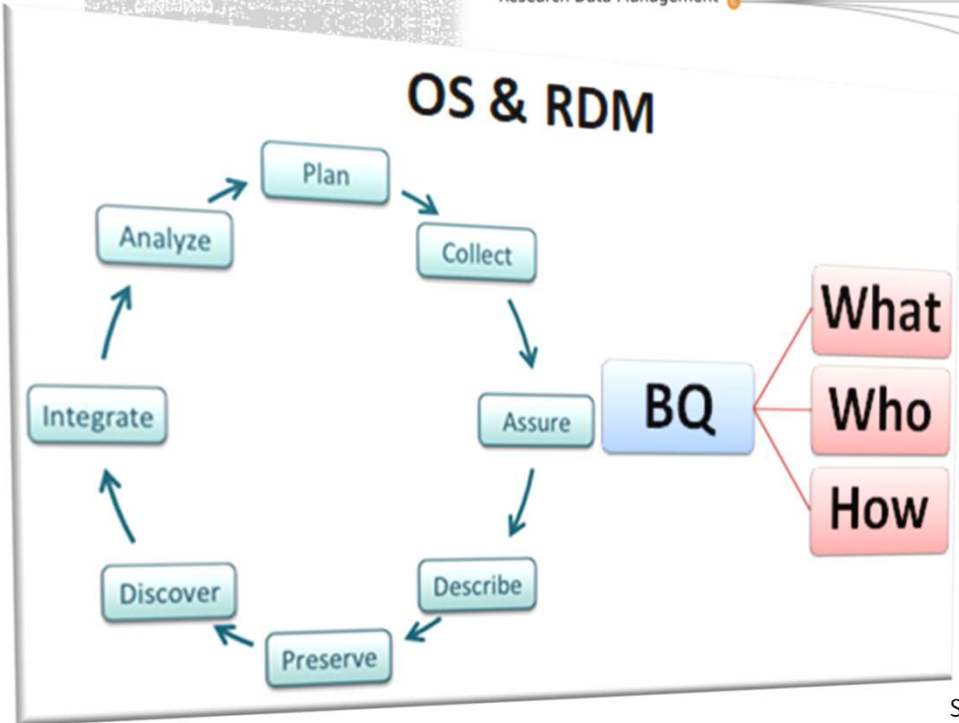 Research Data Management
OS & RDM
Plan
Collect
Assure
Describe
Preserve
Discover
Integrate
Analyze
BQ
What
Who
How
S